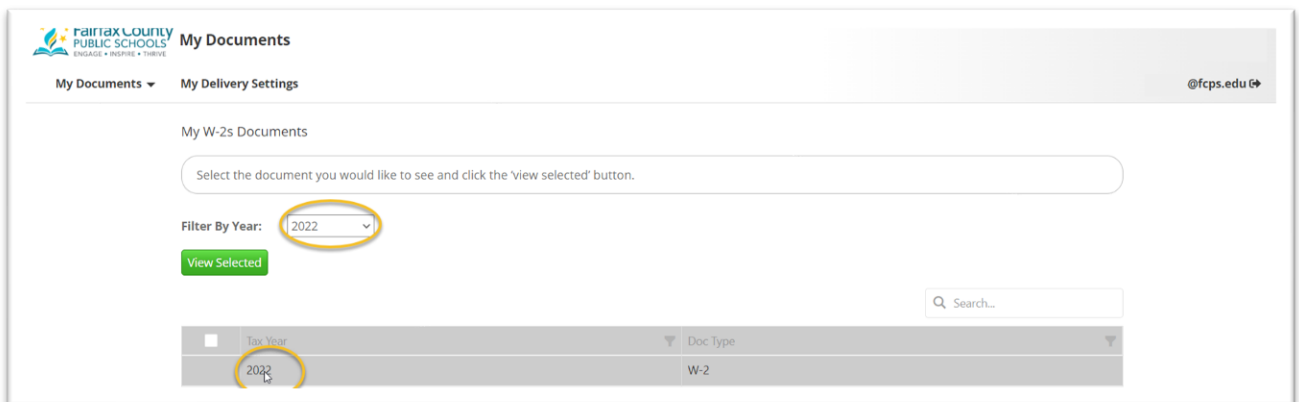 Fairfax County
PUBLIC SCHOOLS
ENGAGE • INSPIRE • THRIVE
My Documents
My Documents My Delivery Settings @fcps.edu
My W-2s Documents
Select the document you would like to see and click the 'view selected' button.
Filter By Year: 2022
View Selected
Search...
Tax Year Doc Type
2022 W-2